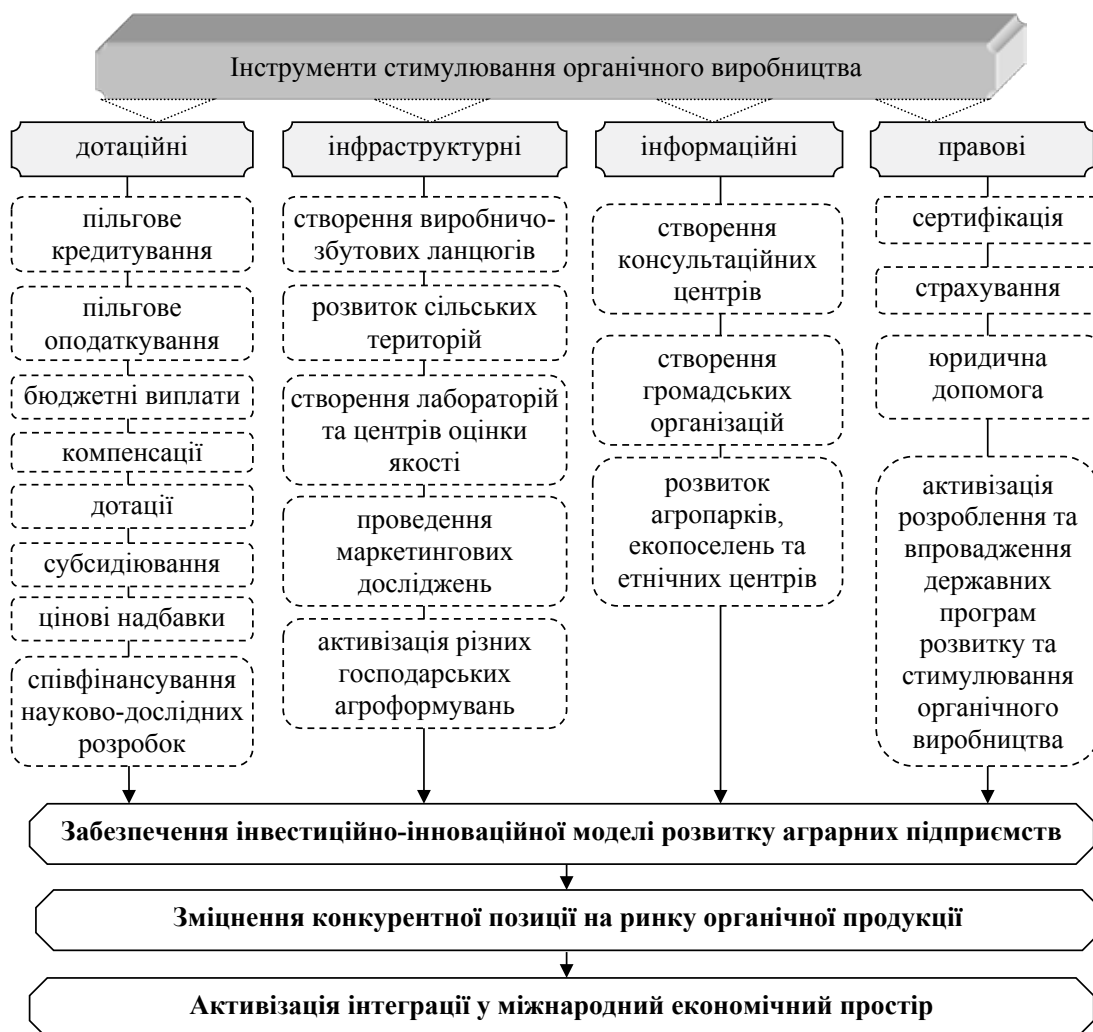 Інструменти стимулювання органічного виробництва
дотаційні
пільгове
кредитування
пільгове
оподаткування
бюджетні виплати
компенсації
дотації
субсидіювання
цінові надбавки
співфінансування
науково-дослідних
розробок
інфраструктурні
створення виробничо-
збутових ланцюгів
розвиток сільських
територій
створення лабораторій
та центрів оцінки
якості
проведення
маркетингових
досліджень
активізація різних
господарських
агроформувань
інформаційні
створення
консультаційних
центрів
створення
громадських
організацій
розвиток
агропарків,
екопоселень та
етнічних центрів
правові
сертифікація
страхування
юридична
допомога
активізація
розроблення та
впровадження
державних
програм
розвитку та
стимулювання
органічного
виробництва
Забезпечення інвестиційно-інноваційної моделі розвитку аграрних підприємств
Зміцнення конкурентної позиції на ринку органічної продукції
Активізація інтеграції у міжнародний економічний простір